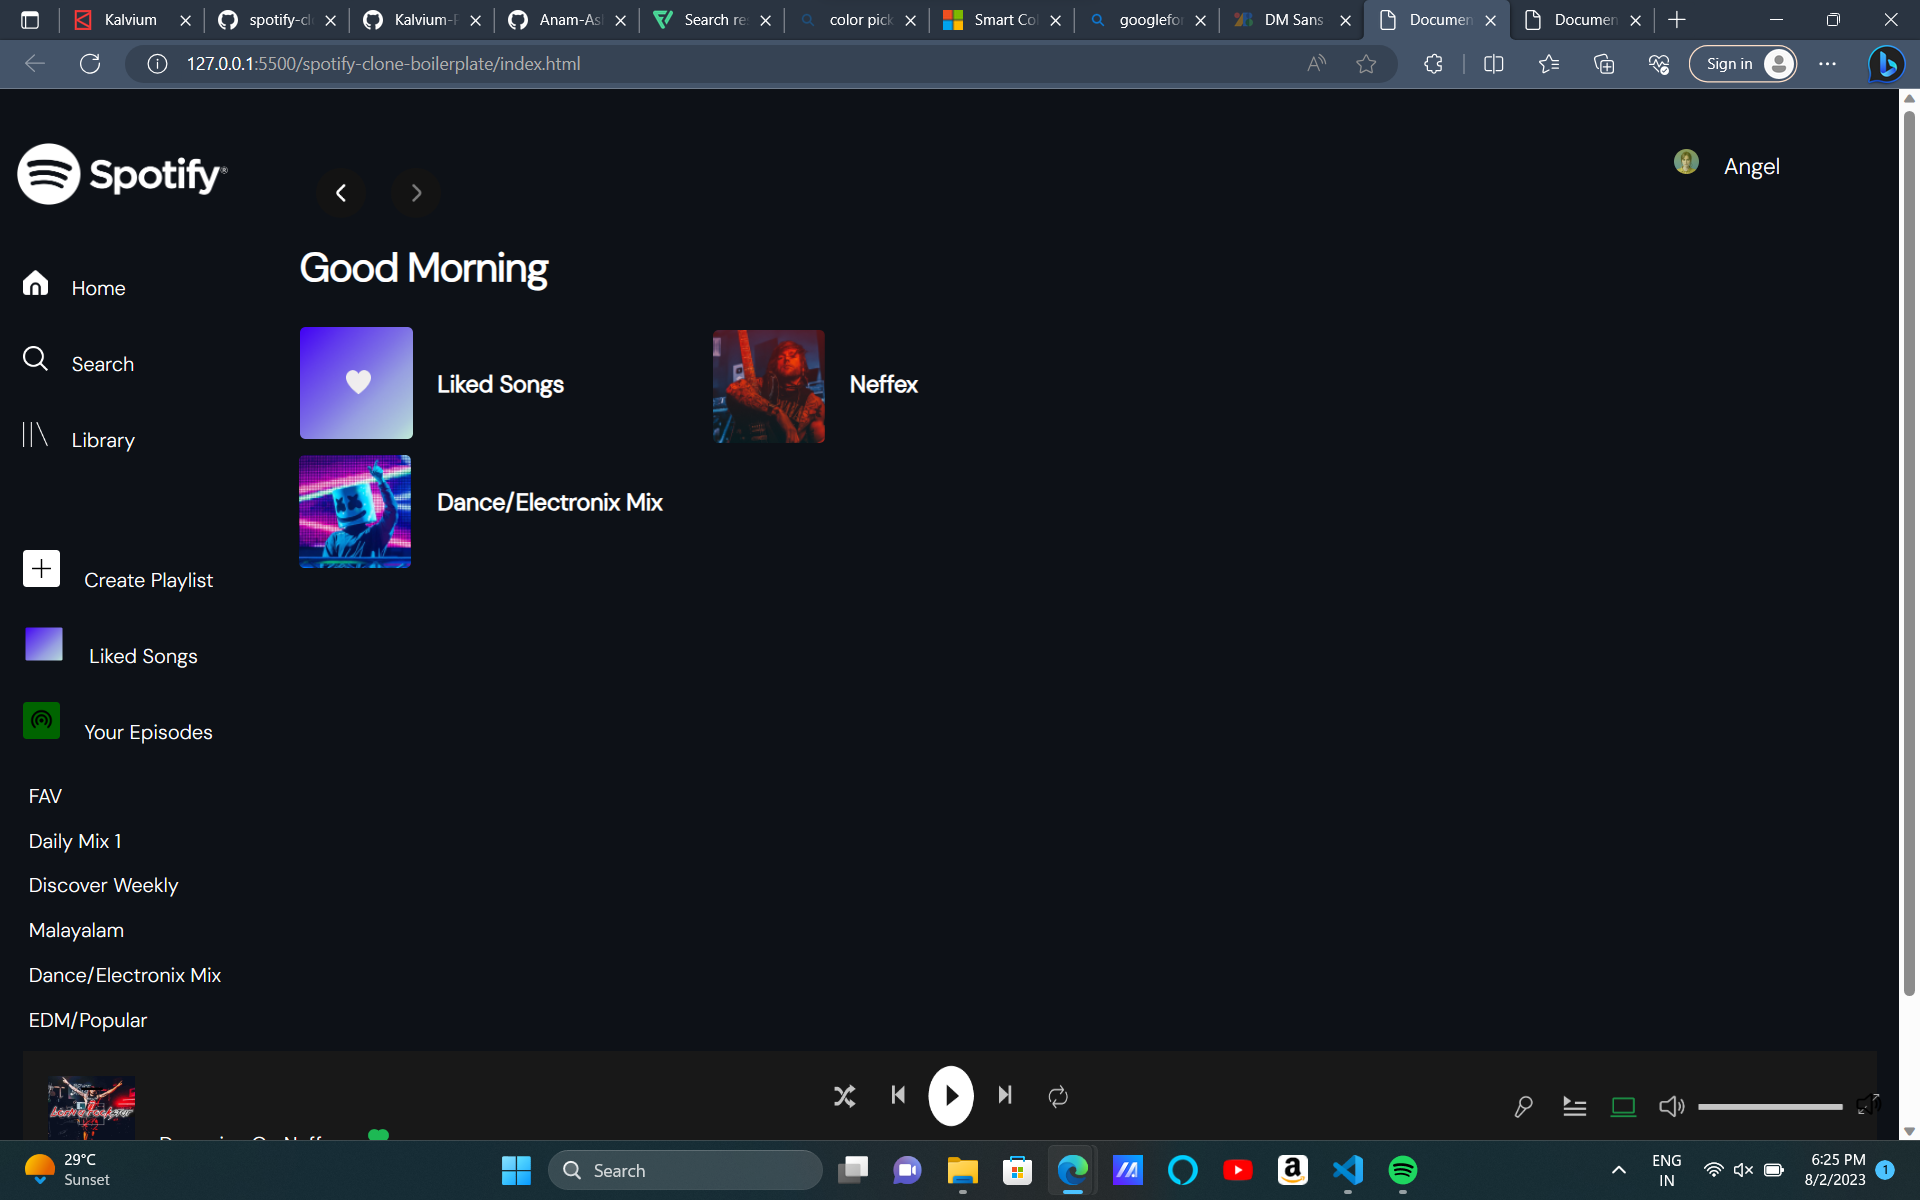 Kalvium
spotify-cl
Kalvium-
Anam-As
Search re
color pick
Smart Co
googlefo
DM Sans
Documen
Documen
127.0.0.1:5500/spotify-clone-boilerplate/index.html
Sign in
Spotify®
Angel
Good Morning
Home
Search
Library
Liked Songs
Neffex
Dance/Electronix Mix
Create Playlist
Liked Songs
Your Episodes
FAV
Daily Mix 1
Discover Weekly
Malayalam
Dance/Electronix Mix
EDM/Popular
29°C
Sunset
Search
ENG
IN
6:25 PM
8/2/2023
1